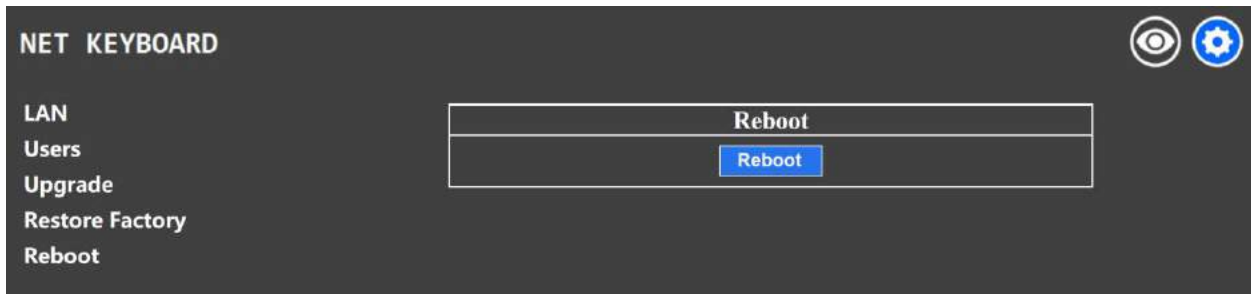 NET KEYBOARD
LAN
Users
Upgrade
Restore Factory
Reboot
Reboot
Reboot